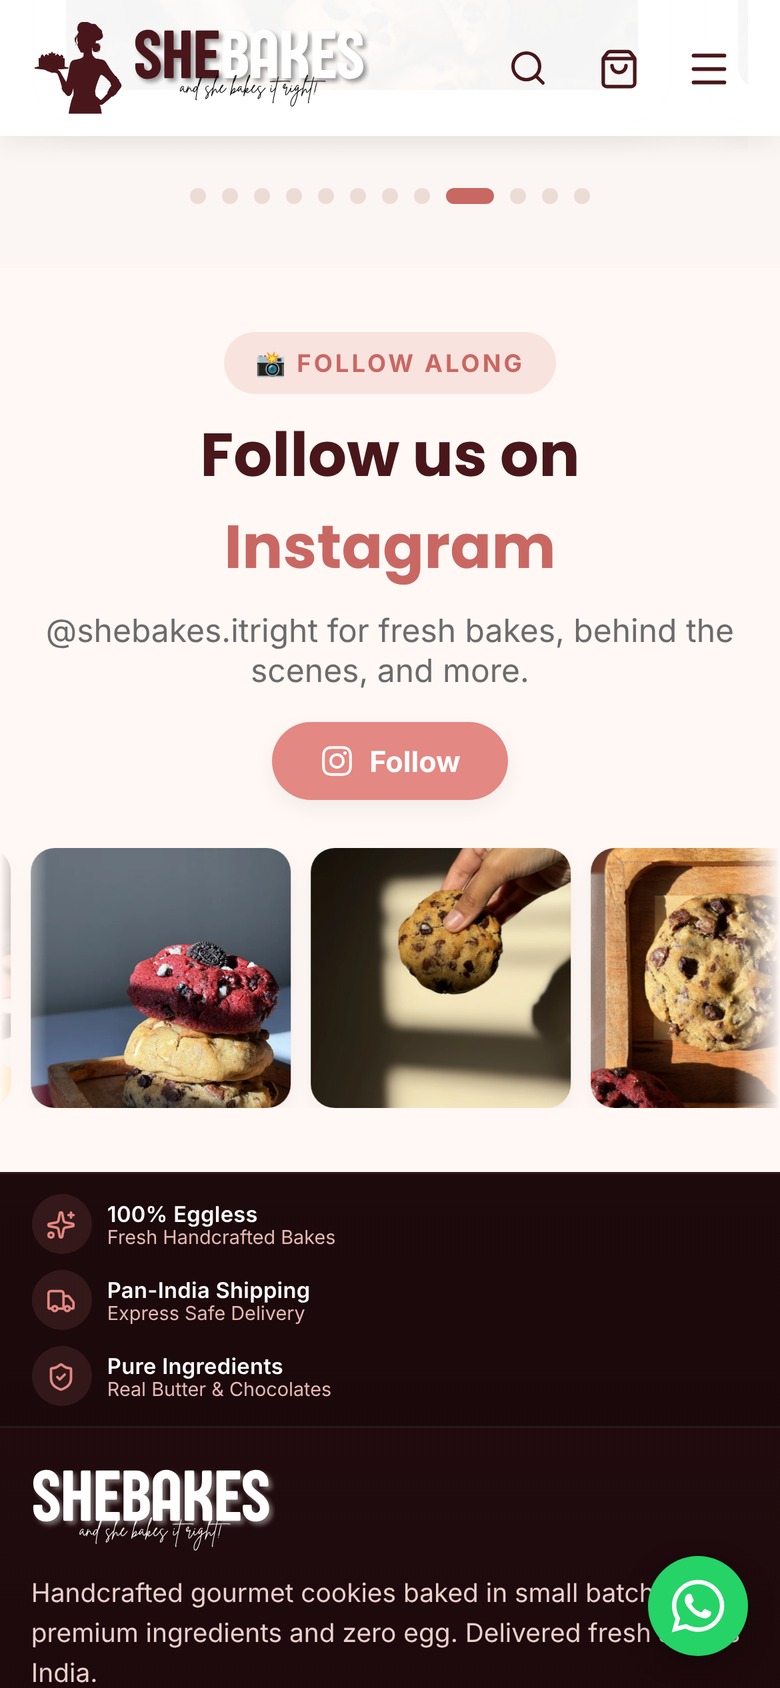 SHEBAKES
and she bakes it right!
FOLLOW ALONG
Follow us on
Instagram
@shebakes.itright for fresh bakes, behind the
scenes, and more.
Follow
100% Eggless
Fresh Handcrafted Bakes
Pan-India Shipping
Express Safe Delivery
Pure Ingredients
Real Butter & Chocolates
SHEBAKES
and she bakes it right!
Handcrafted gourmet cookies baked in small batch
premium ingredients and zero egg. Delivered fresh
India.